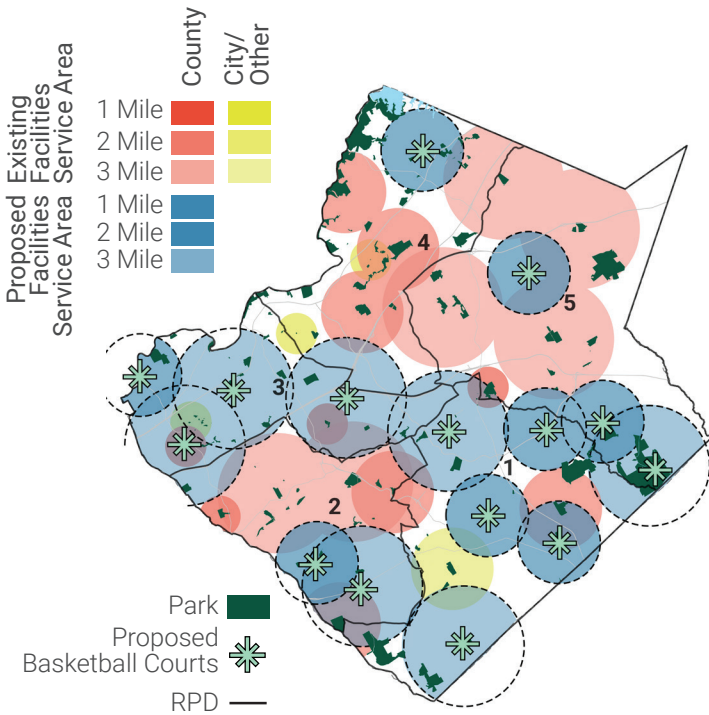 County
City/
Other
Existing
Facilities
Service Area
1 Mile
2 Mile
3 Mile
Proposed
Facilities
Service Area
1 Mile
2 Mile
3 Mile
4
5
3
1
2
Park
Proposed
Basketball Courts
RPD